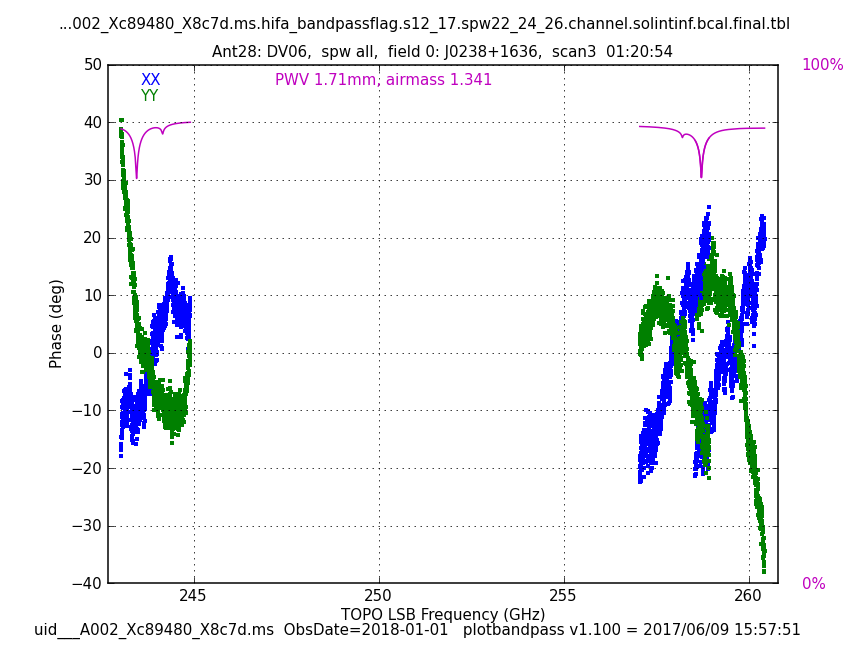 ...002_Xc89480_X8c7d.ms.hifa_bandpassflag.s12_17.spw22_24_26.channel.solintinf.bcal.final.tbl
Ant28: DV06,  spw all,  field 0: J0238+1636,  scan3  01:20:54
50
XX
PWV 1.71mm, airmass 1.341
100%
YY
40
30
20
10
0
−10
−20
−30
−40
Phase (deg)
0%
245
250
255
260
TOPO LSB Frequency (GHz)
uid___A002_Xc89480_X8c7d.ms  ObsDate=2018-01-01   plotbandpass v1.100 = 2017/06/09 15:57:51